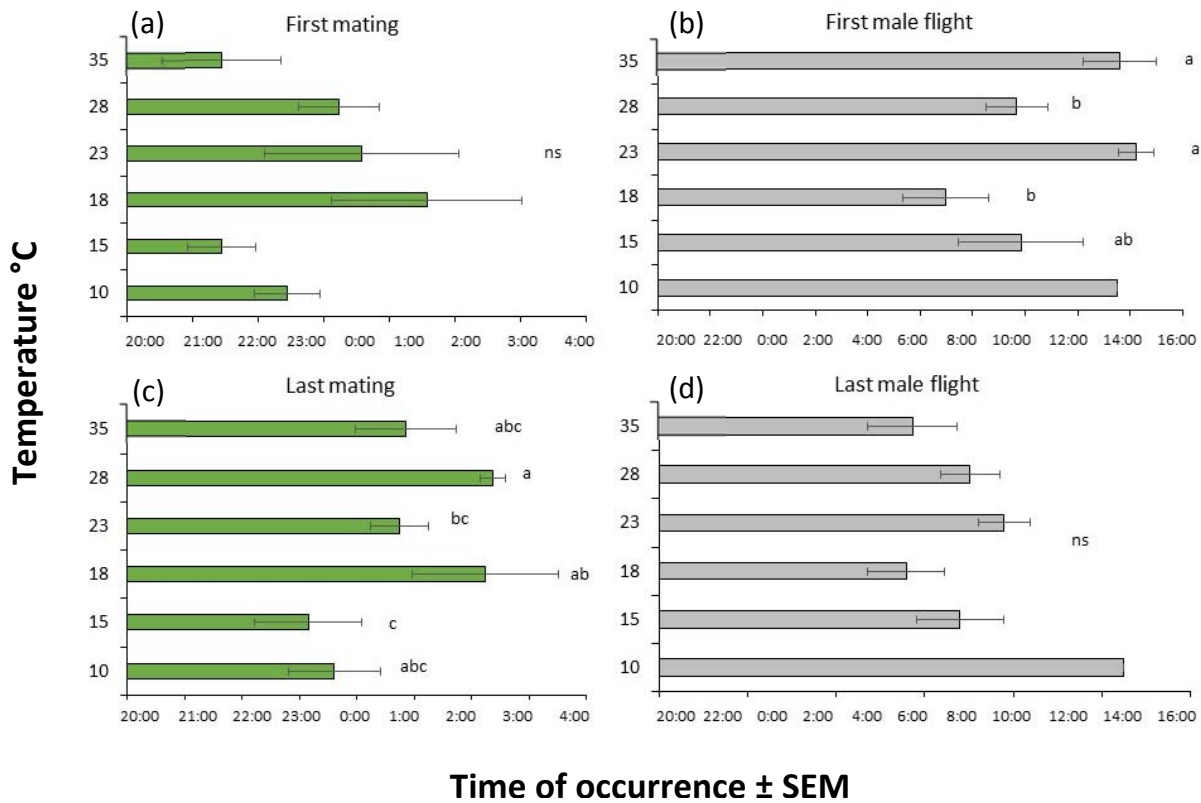 (a)
First mating
35
28
23
18
15
10
ns
20:00 21:00 22:00 23:00 0:00 1:00 2:00 3:00 4:00
(b)
First male flight
35
28
23
18
15
10
a
b
a
b
ab
20:00 22:00 0:00 2:00 4:00 6:00 8:00 10:00 14:00 16:00
Temperature °C
(c)
Last mating
35
28
23
18
15
10
abc
a
bc
ab
c
abc
20:00 21:00 22:00 23:00 0:00 1:00 2:00 3:00 4:00
(d)
Last male flight
35
28
23
18
15
10
ns
20:00 22:00 0:00 2:00 4:00 6:00 8:00 10:00 14:00 16:00
Time of occurrence ± SEM